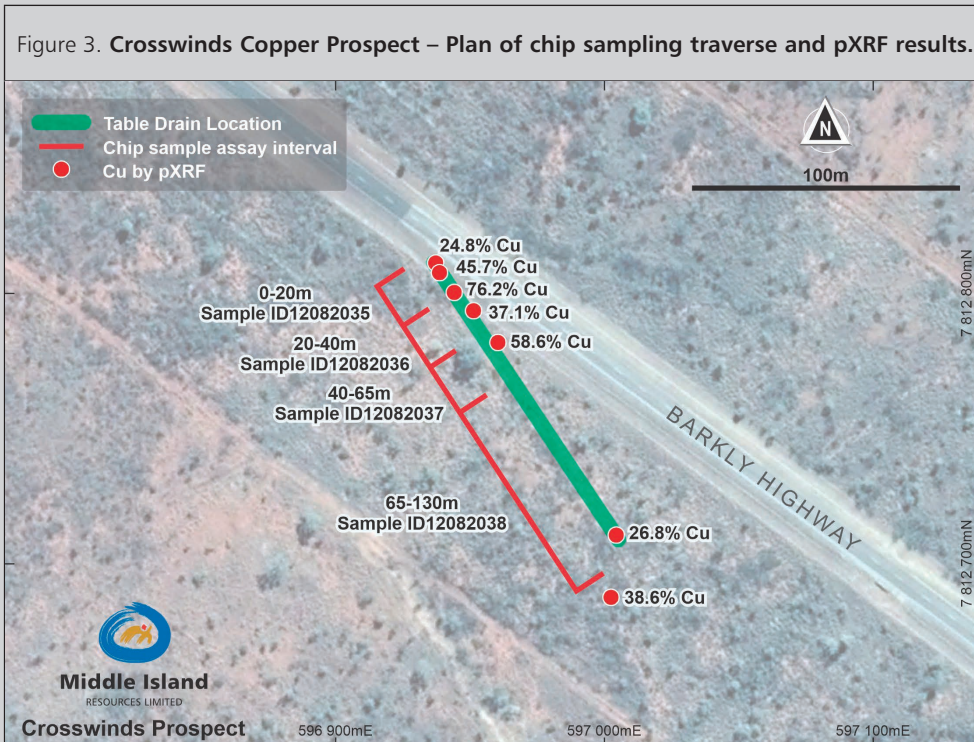 Figure 3. Crosswinds Copper Prospect – Plan of chip sampling traverse and pXRF results.
Table Drain Location
Chip sample assay interval
Cu by pXRF
N
100m
24.8% Cu
45.7% Cu
76.2% Cu
37.1% Cu
58.6% Cu
0-20m
Sample ID12082035
20-40m
Sample ID12082036
40-65m
Sample ID12082037
65-130m
Sample ID12082038
26.8% Cu
38.6% Cu
BARKLY HIGHWAY
7 812 800mN
7 812 700mN
Middle Island
RESOURCES LIMITED
Crosswinds Prospect
596 900mE
597 000mE
597 100mE